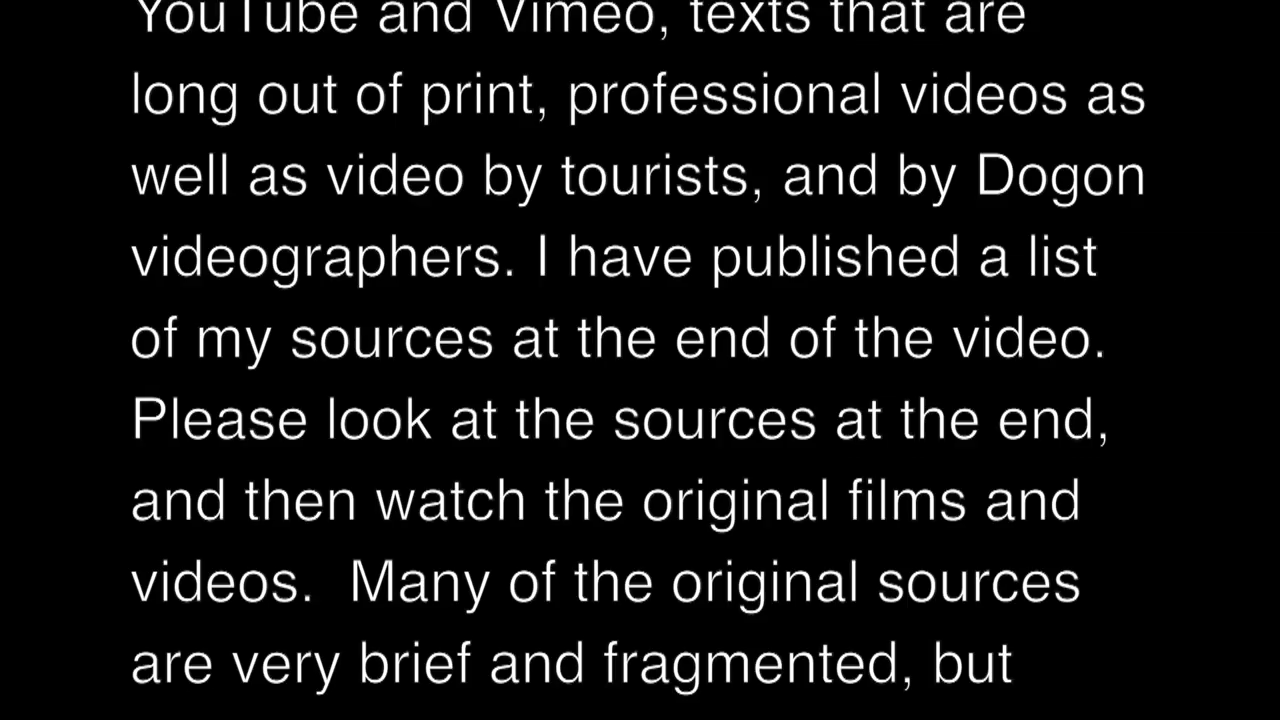 YouTube and Vimeo, texts that are
long out of print, professional videos as
well as video by tourists, and by Dogon
videographers. I have published a list
of my sources at the end of the video.
Please look at the sources at the end,
and then watch the original films and
videos.  Many of the original sources
are very brief and fragmented, but